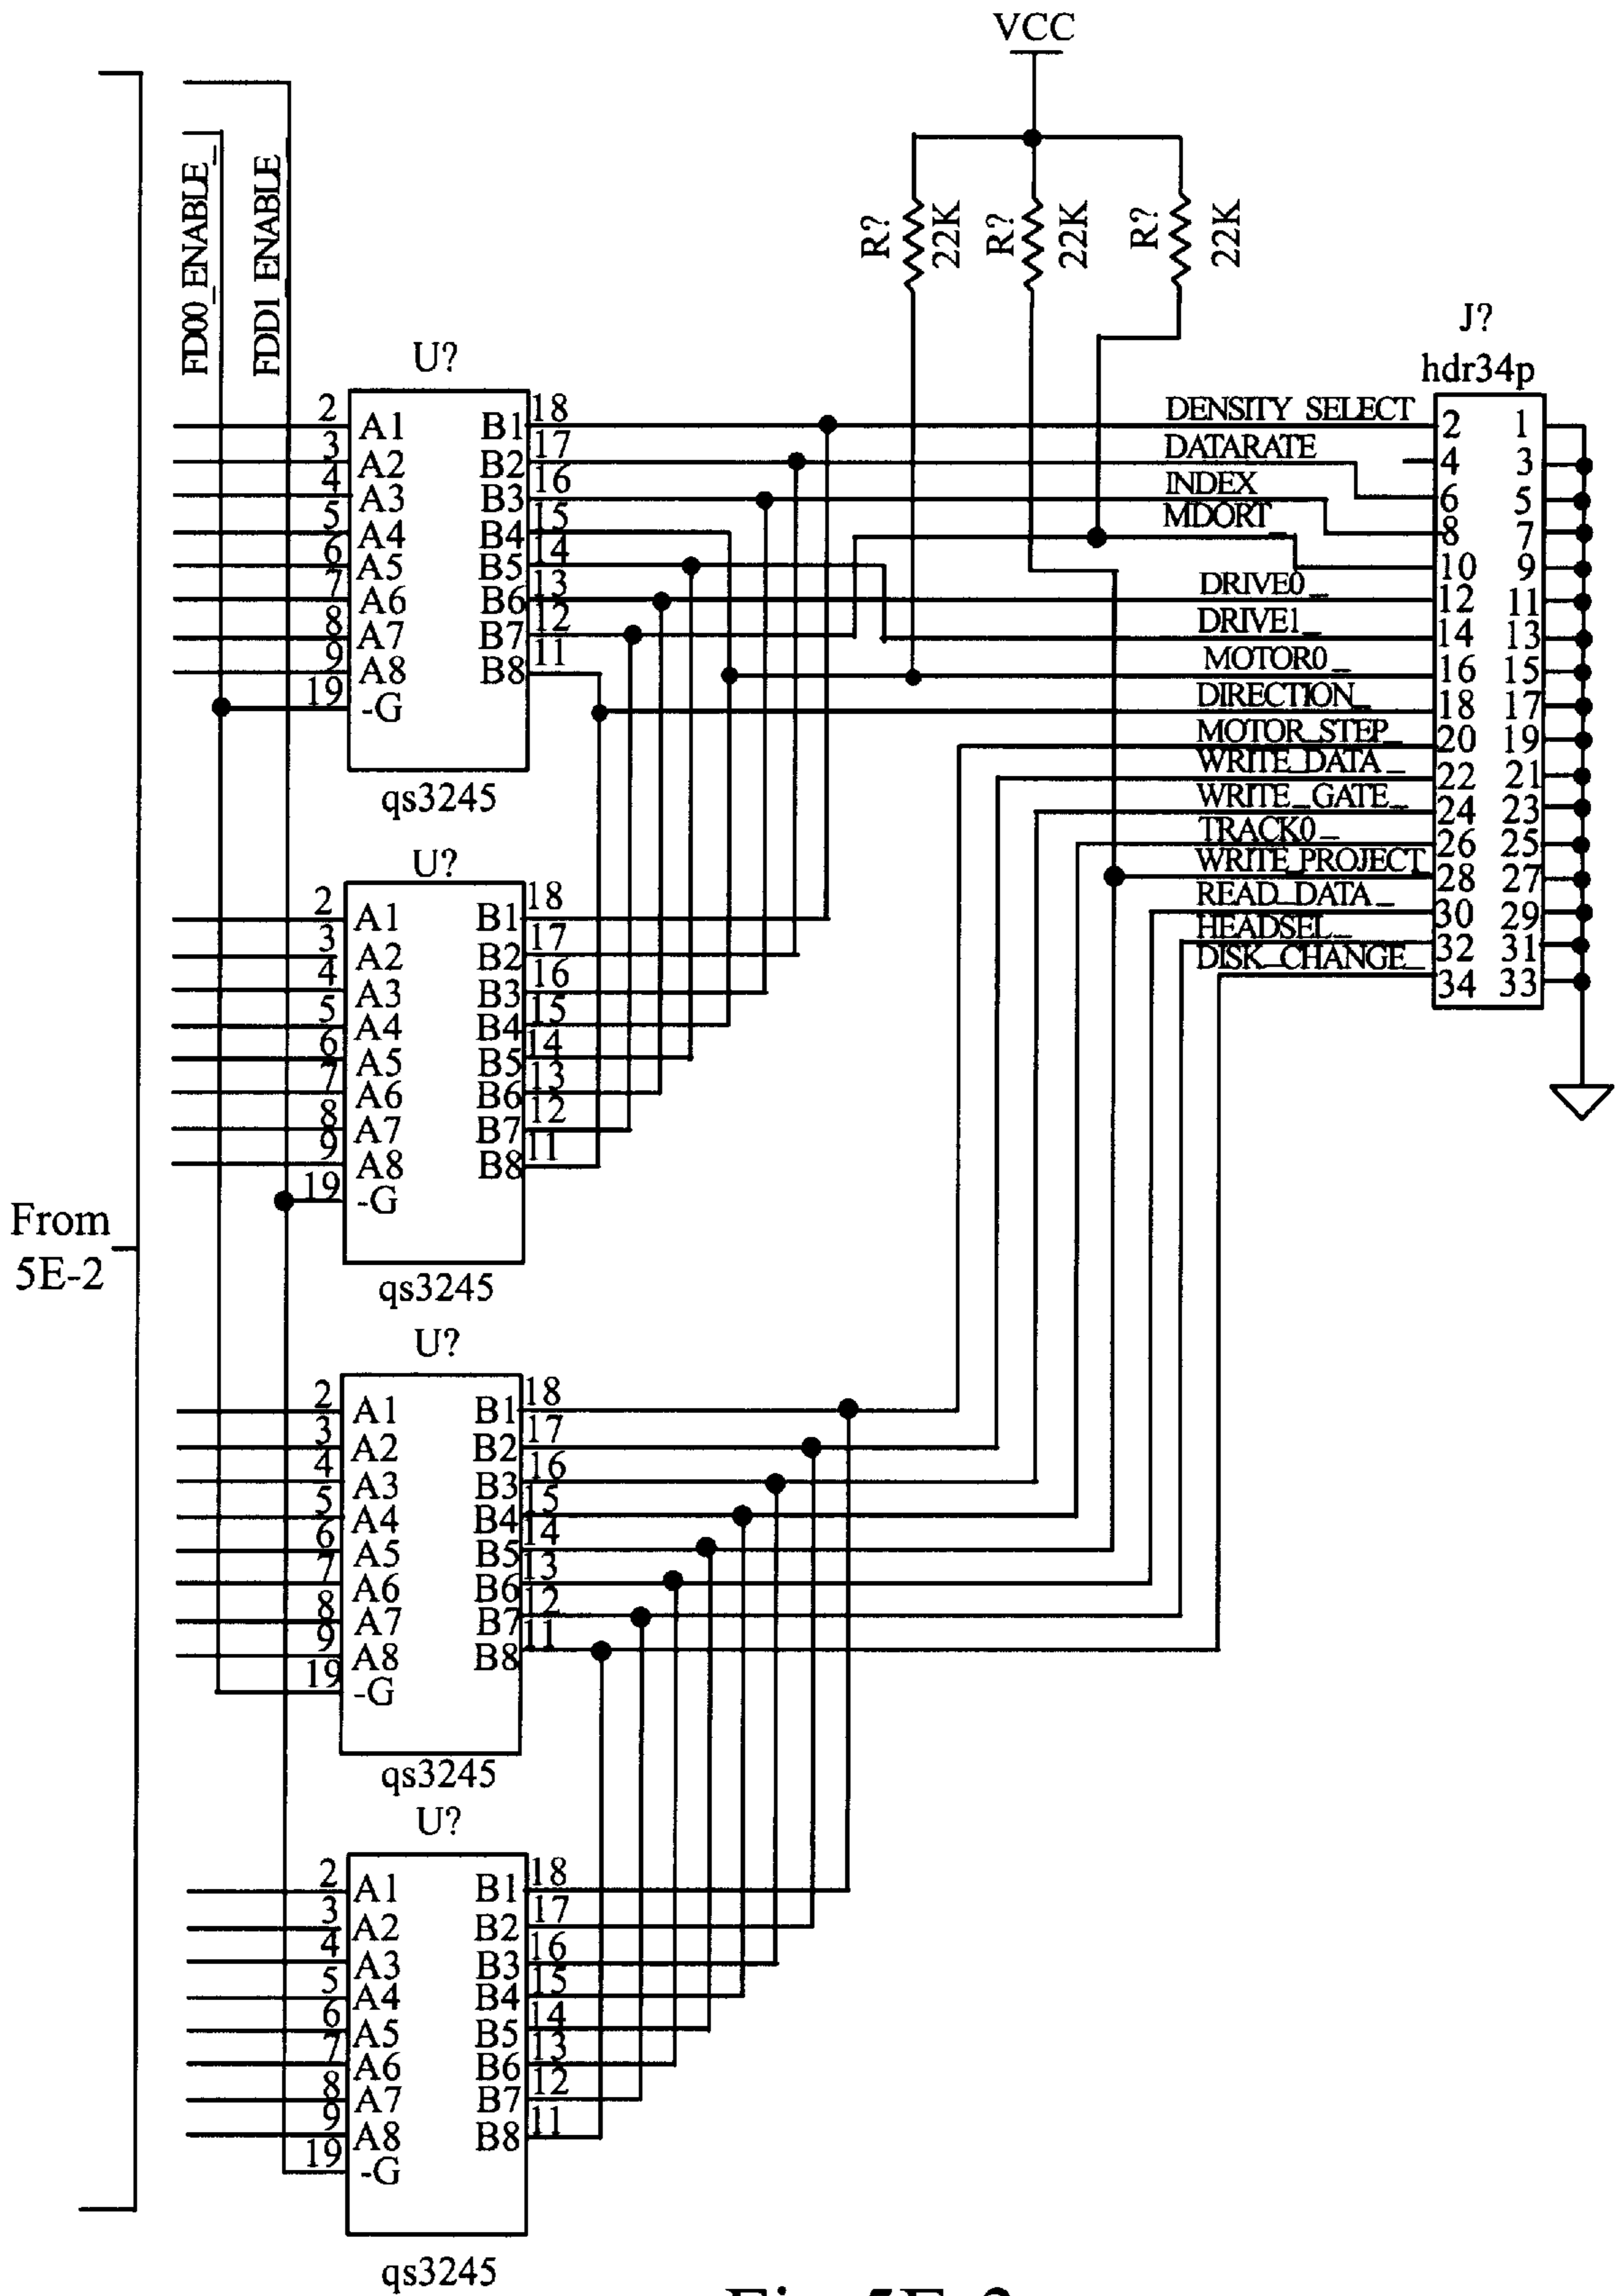 VCC
FD00_ENABLE_
FDD1_ENABLE_
R?
22K
R?
22K
R?
22K
J?
hdr34p
U?
2 A1 B1 18
3 A2 B2 17
4 A3 B3 16
5 A4 B4 15
6 A5 B5 14
7 A6 B6 13
8 A7 B7 12
9 A8 B8 11
19 -G
qs3245
DENSITY_SELECT 2 1
4 3
DATARATE 6 5
INDEX 8 7
MDORT_ 10 9
DRIVE0_ 12 11
DRIVE1_ 14 13
MOTOR0_ 16 15
DIRECTION_ 18 17
MOTOR_STEP_ 20 19
WRITE_DATA_ 22 21
WRITE_GATE_ 24 23
TRACK0_ 26 25
WRITE_PROJECT_ 28 27
READ_DATA_ 30 29
HEADSEL_ 32 31
DISK_CHANGE_ 34 33
U?
2 A1 B1 18
3 A2 B2 17
4 A3 B3 16
5 A4 B4 15
6 A5 B5 14
7 A6 B6 13
8 A7 B7 12
9 A8 B8 11
19 -G
qs3245
From
5E-2
U?
2 A1 B1 18
3 A2 B2 17
4 A3 B3 16
5 A4 B4 15
6 A5 B5 14
7 A6 B6 13
8 A7 B7 12
9 A8 B8 11
19 -G
qs3245
U?
2 A1 B1 18
3 A2 B2 17
4 A3 B3 16
5 A4 B4 15
6 A5 B5 14
7 A6 B6 13
8 A7 B7 12
9 A8 B8 11
19 -G
qs3245